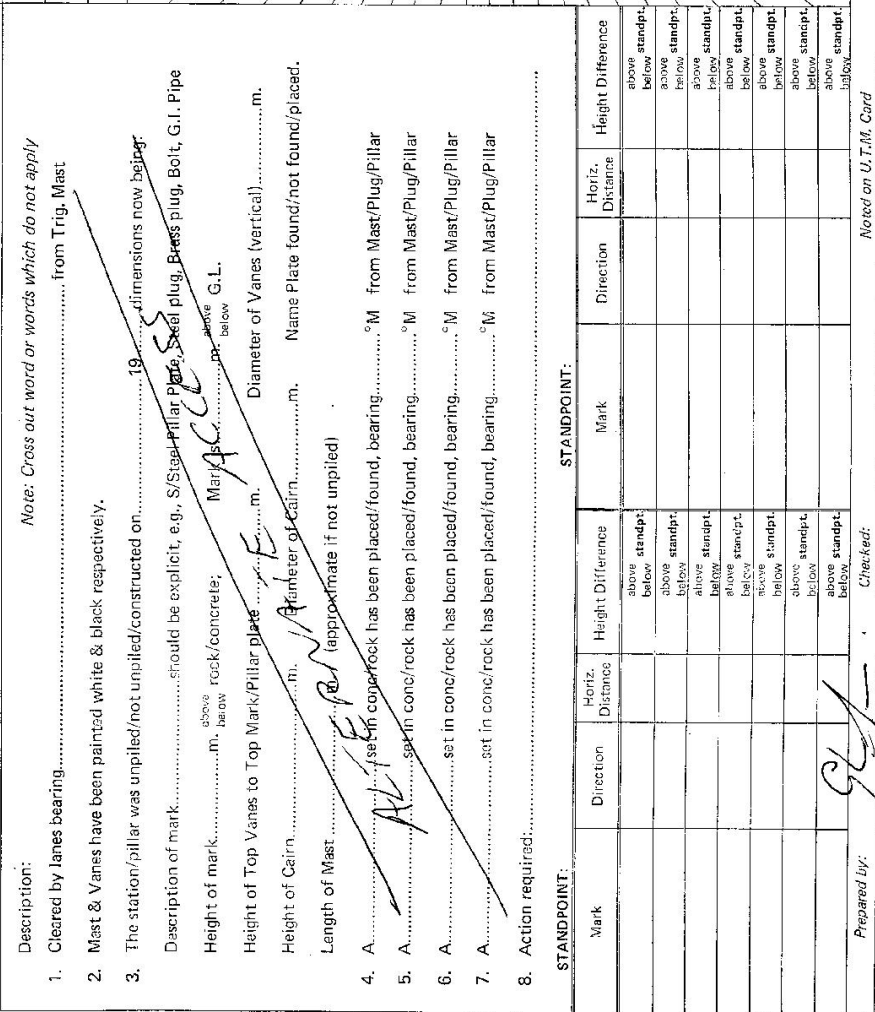 Note: Cross out word or words which do not apply
Description:
1. Cleared by lanes bearing.................... from Trig. Mast
2. Mast & Vanes have been painted white & black respectively.
3. The station/pillar was unpiled/not unpiled/constructed on.................... 19........ dimensions now being:
Description of mark....................should be explicit, e.g., S/Steel Pillar Plate, Steel plug, Brass plug, Bolt, G.I. Pipe
Height of mark....................m. above below rock/concrete; Mark is....................m. above below G.L.
Height of Top Vanes to Top Mark/Pillar plate ....................m. Diameter of Vanes (vertical)....................m.
Height of Cairn....................m. Diameter of Cairn....................m. Name Plate found/not found/placed.
Length of Mast ....................m. (approximate if not unpiled)
4. A....................set in conc/rock has been placed/found, bearing............°M from Mast/Plug/Pillar
5. A....................set in conc/rock has been placed/found, bearing............°M from Mast/Plug/Pillar
6. A....................set in conc/rock has been placed/found, bearing............°M from Mast/Plug/Pillar
7. A....................set in conc/rock has been placed/found, bearing............°M from Mast/Plug/Pillar
8. Action required:....................
ALTERNATE ACCESS
STANDPOINT: STANDPOINT:
Mark Direction Horiz. Distance Height Difference Mark Direction Horiz. Distance Height Difference
above below standpt. above below standpt.
above below standpt. above below standpt.
above below standpt. above below standpt.
above below standpt. above below standpt.
above below standpt. above below standpt.
above below standpt. above below standpt.
above below standpt. above below standpt.
Prepared by: Checked: Noted on U.T.M. Card